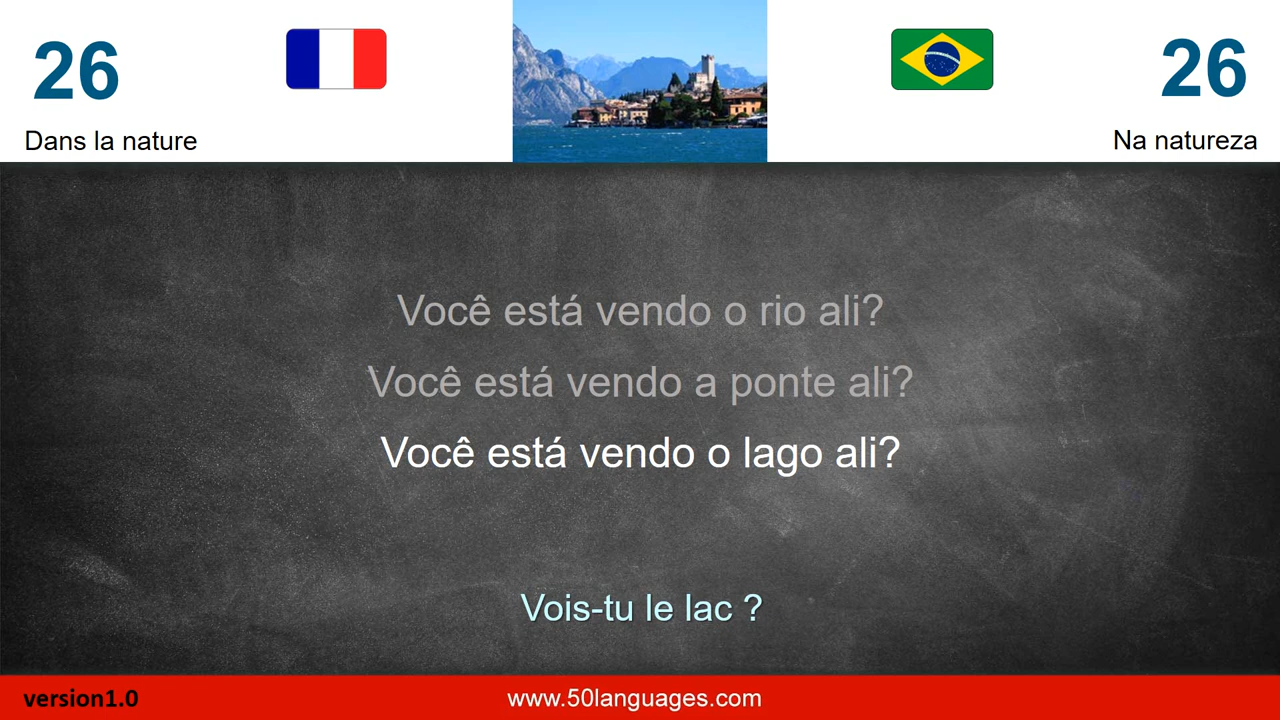 26
26
Dans la nature
Na natureza
Você está vendo o rio ali?
Você está vendo a ponte ali?
Você está vendo o lago ali?
Vois-tu le lac ?
version1.0
www.50languages.com